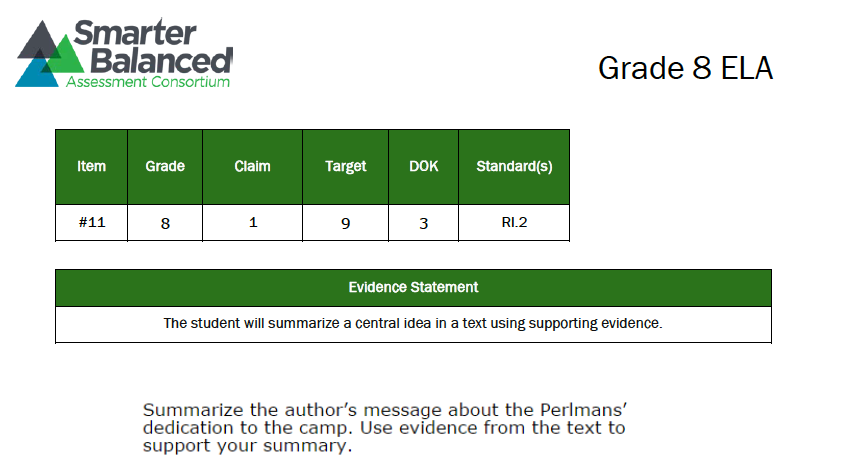 Smarter
Balanced
Assessment Consortium
Grade 8 ELA
Item Grade Claim Target DOK Standard(s)
#11 8 1 9 3 RI.2
Evidence Statement
The student will summarize a central idea in a text using supporting evidence.
Summarize the author's message about the Perlmans'
dedication to the camp. Use evidence from the text to
support your summary.